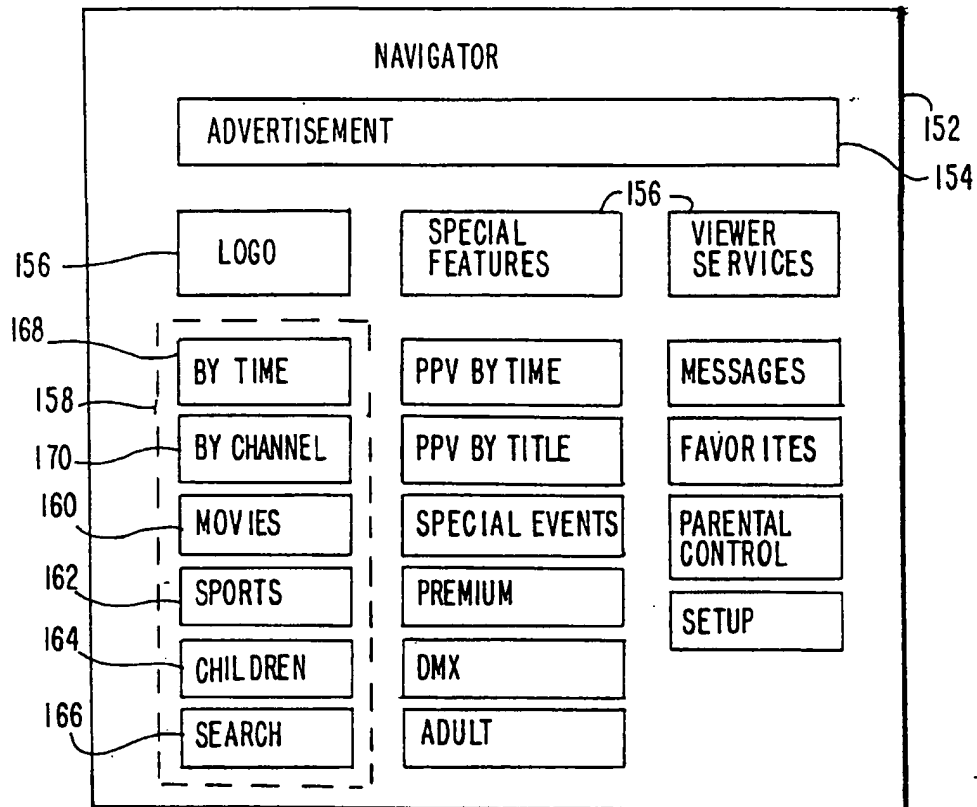 NAVIGATOR
ADVERTISEMENT
152
154
156
156
LOGO
SPECIAL
FEATURES
VIEWER
SERVICES
168
158
170
160
162
164
166
BY TIME
BY CHANNEL
MOVIES
SPORTS
CHILDREN
SEARCH
PPV BY TIME
PPV BY TITLE
SPECIAL EVENTS
PREMIUM
DMX
ADULT
MESSAGES
FAVORITES
PARENTAL
CONTROL
SETUP